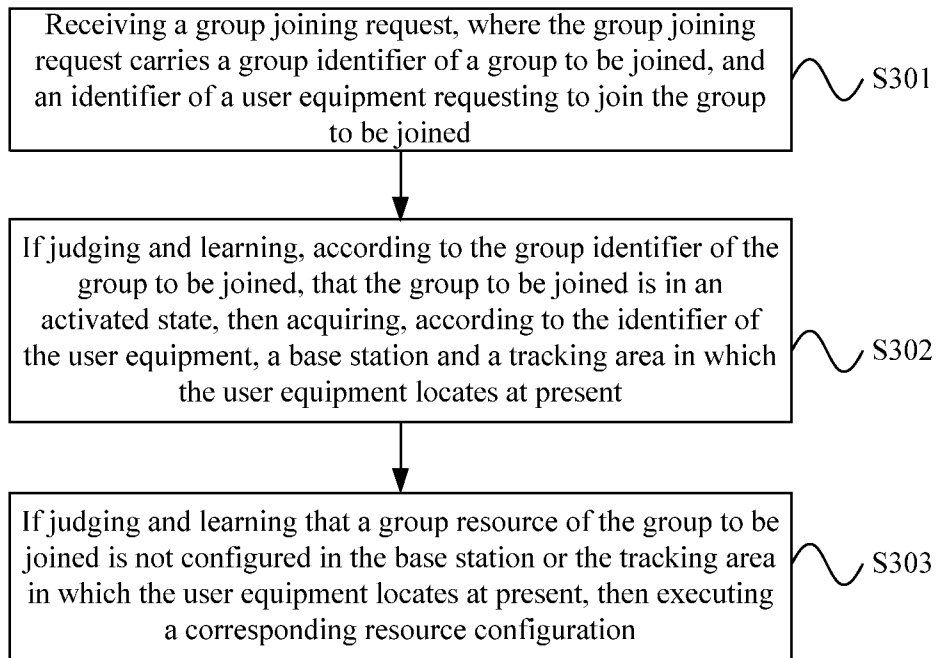 Receiving a group joining request, where the group joining
request carries a group identifier of a group to be joined, and
an identifier of a user equipment requesting to join the group
to be joined
S301
If judging and learning, according to the group identifier of the
group to be joined, that the group to be joined is in an
activated state, then acquiring, according to the identifier of
the user equipment, a base station and a tracking area in which
the user equipment locates at present
S302
If judging and learning that a group resource of the group to be
joined is not configured in the base station or the tracking area
in which the user equipment locates at present, then executing
a corresponding resource configuration
S303